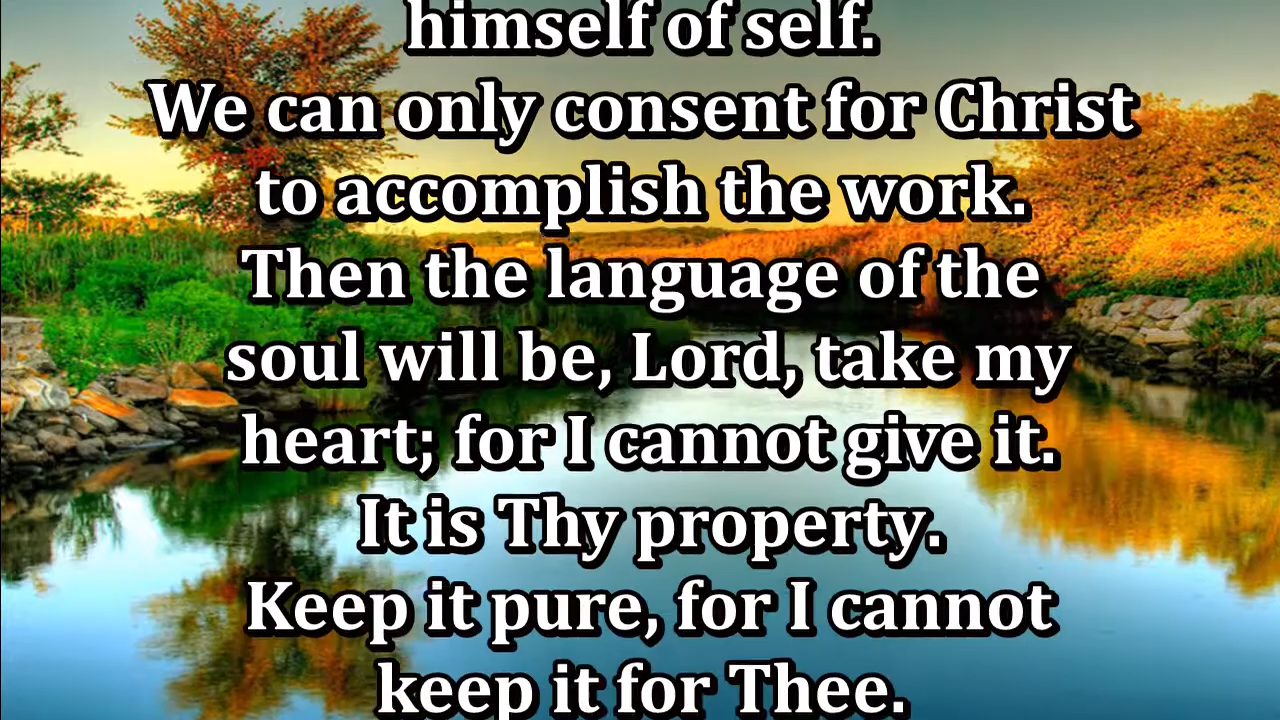 himself of self.
We can only consent for Christ
to accomplish the work.
Then the language of the
soul will be, Lord, take my
heart; for I cannot give it.
It is Thy property.
Keep it pure, for I cannot
keep it for Thee.